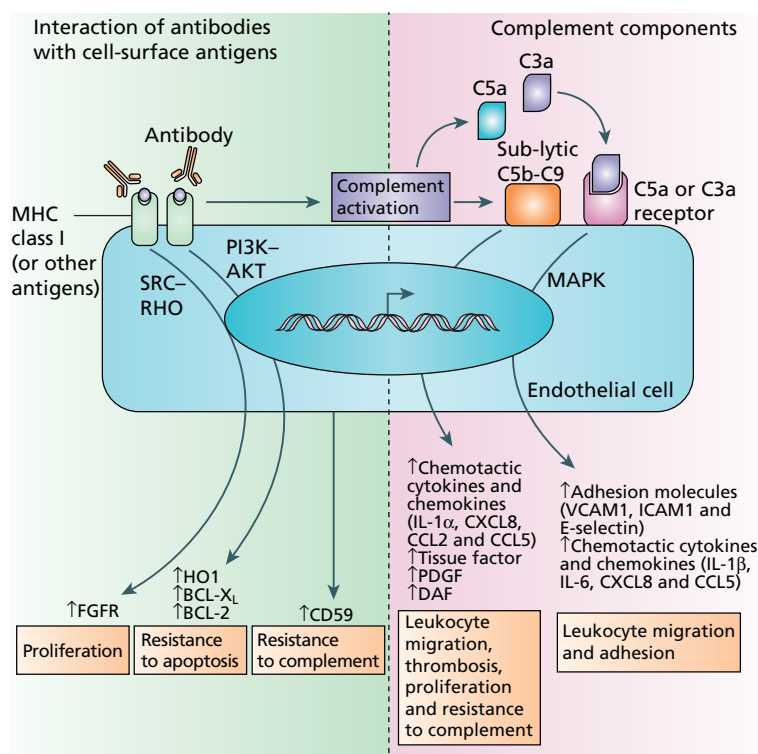 Interaction of antibodies
with cell-surface antigens
Complement components
C3a
C5a
Antibody
Sub-lytic
C5b-C9
Complement
activation
C5a or C3a
receptor
MHC
class I
(or other
antigens)
PI3K–
AKT
SRC–
RHO
MAPK
Endothelial cell
↑Chemotactic
cytokines and
chemokines
(IL-1α, CXCL8,
CCL2 and CCL5)
↑Tissue factor
↑PDGF
↑DAF
↑Adhesion molecules
(VCAM1, ICAM1 and
E-selectin)
↑Chemotactic cytokines
and chemokines (IL-1β,
IL-6, CXCL8 and CCL5)
↑FGFR
↑HO1
↑BCL-XL
↑BCL-2
↑CD59
Proliferation
Resistance
to apoptosis
Resistance
to complement
Leukocyte
migration,
thrombosis,
proliferation
and resistance
to complement
Leukocyte migration
and adhesion